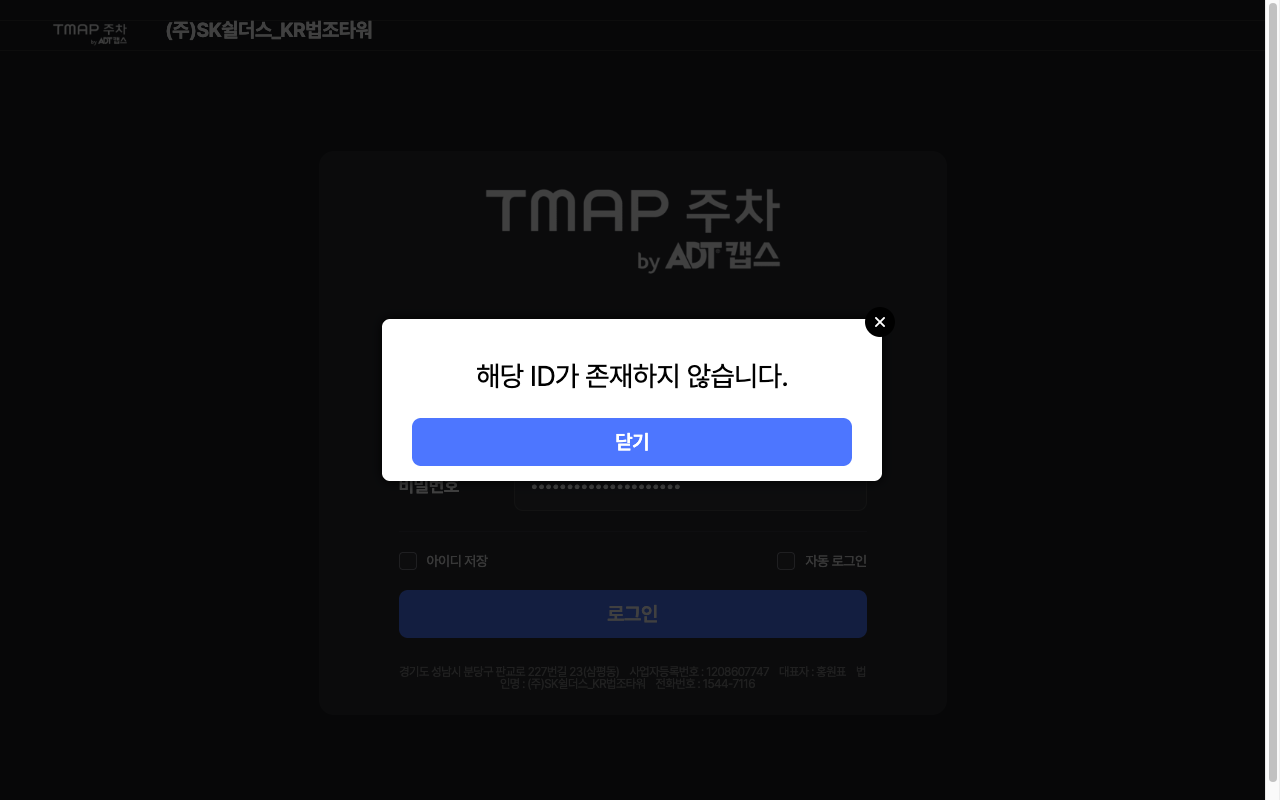 TMAP 주차
by ADT캡스
(주)SK쉴더스_KR법조타워
TMAP 주차
by ADT캡스
해당 ID가 존재하지 않습니다.
닫기
비밀번호
아이디 저장
자동 로그인
로그인
경기도 성남시 분당구 판교로 227번길 23(삼평동) 사업자등록번호 : 1208607747 대표자 : 홍원표 법
인명 : (주)SK쉴더스_KR법조타워 전화번호 : 1544-7116